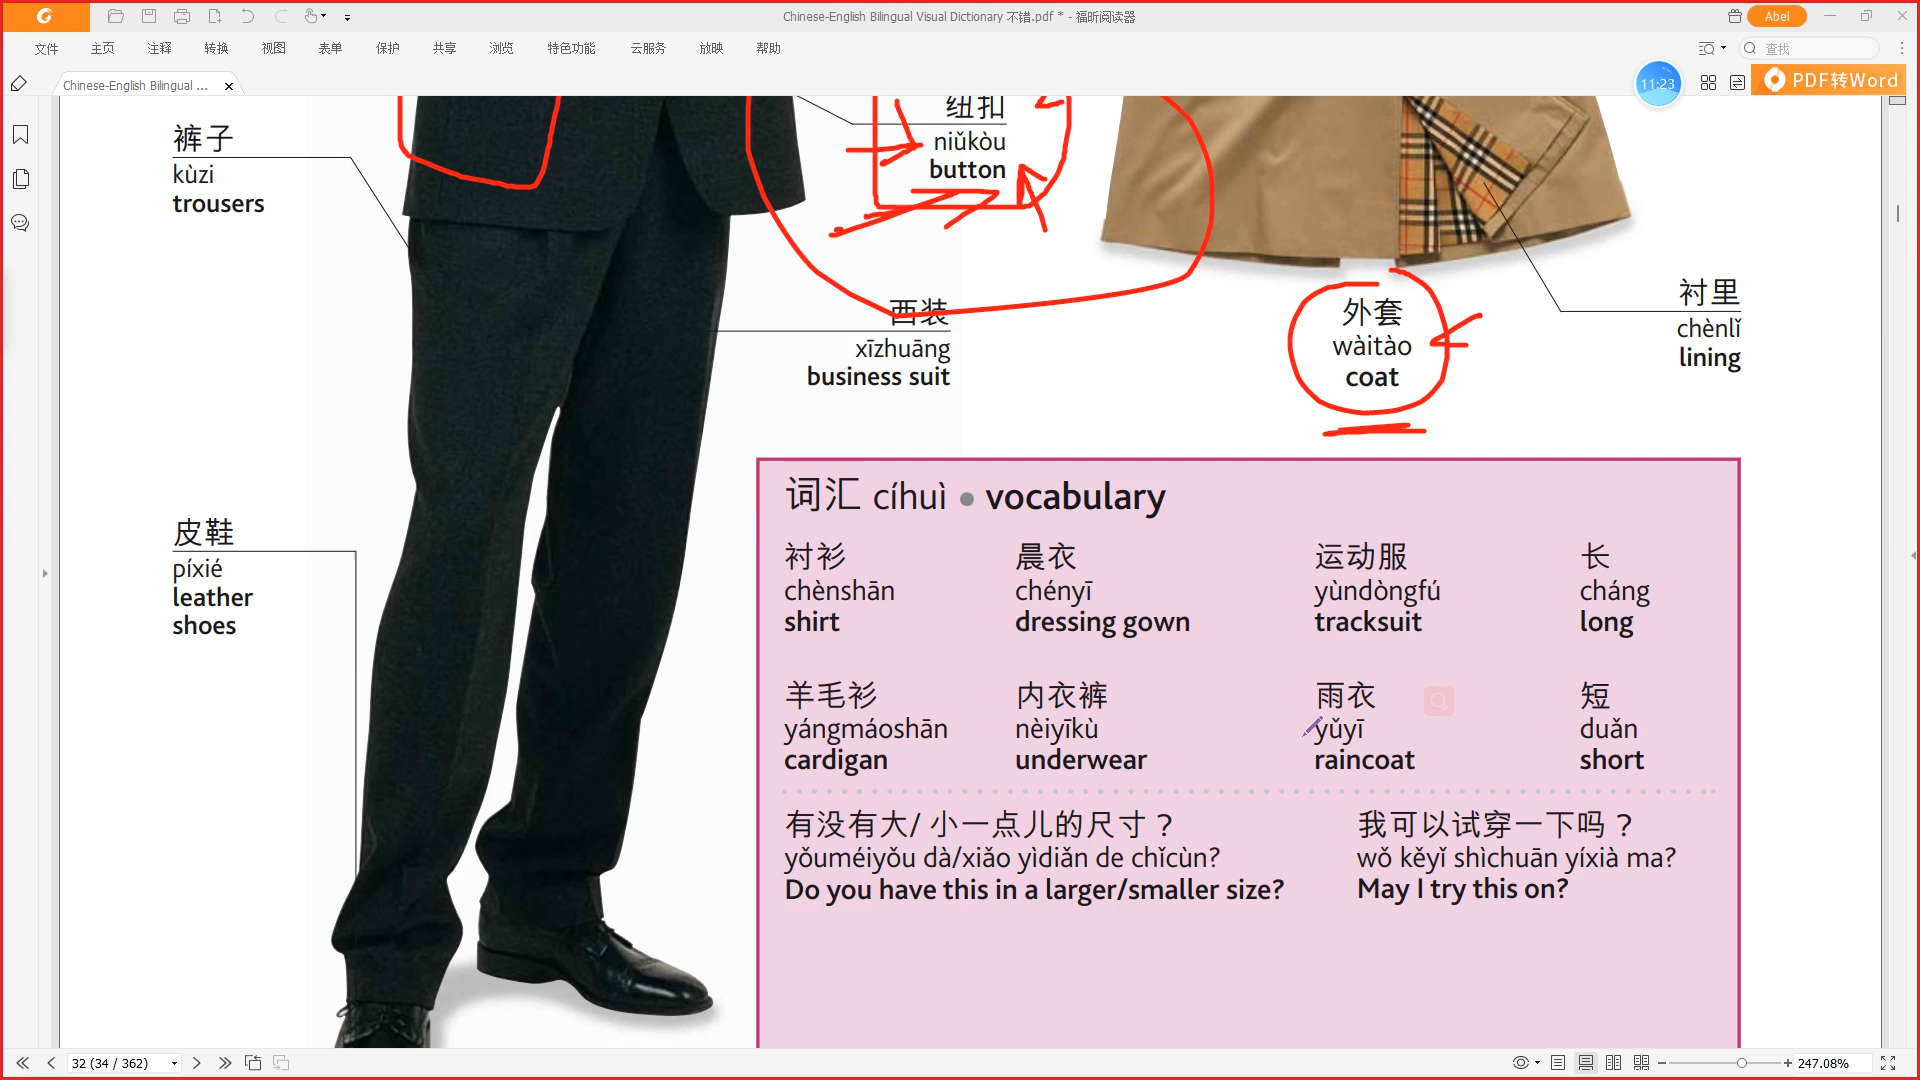 Chinese-English Bilingual Visual Dictionary 不错.pdf * - 福昕阅读器
Abel
文件 主页 注释 转换 视图 表单 保护 共享 浏览 特色功能 云服务 放映 帮助
查找
Chinese-English Bilingual ...
11:23
PDF转Word
裤子
kùzi
trousers
纽扣
niǔkòu
button
西装
xīzhuāng
business suit
外套
wàitào
coat
衬里
chènlǐ
lining
皮鞋
píxié
leather
shoes
词汇 cíhuì • vocabulary
衬衫
chènshān
shirt
晨衣
chényī
dressing gown
运动服
yùndòngfú
tracksuit
长
cháng
long
羊毛衫
yángmáoshān
cardigan
内衣裤
nèiyīkù
underwear
雨衣
yǔyī
raincoat
短
duǎn
short
有没有大/ 小一点儿的尺寸？
yǒuméiyǒu dà/xiǎo yìdiǎn de chǐcùn?
Do you have this in a larger/smaller size?
我可以试穿一下吗？
wǒ kěyǐ shìchuān yíxià ma?
May I try this on?
32 (34 / 362)
247.08%